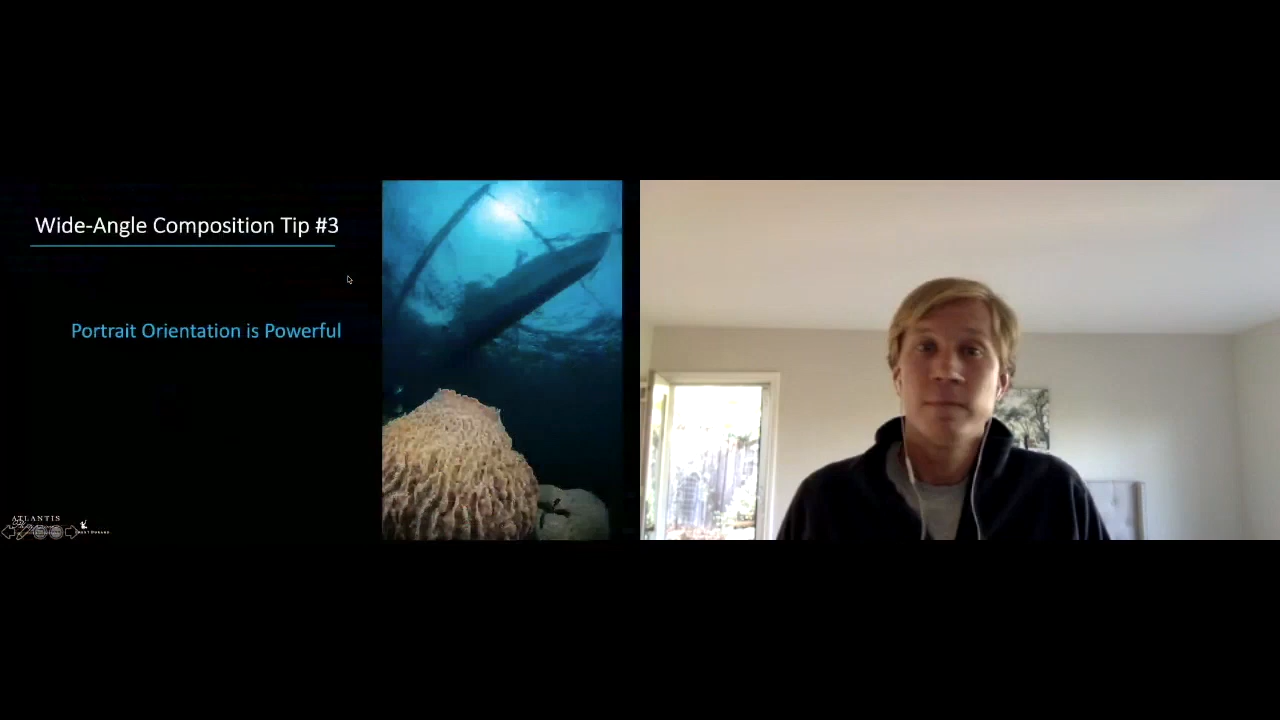 Wide-Angle Composition Tip #3
Portrait Orientation is Powerful
ATLANTIS